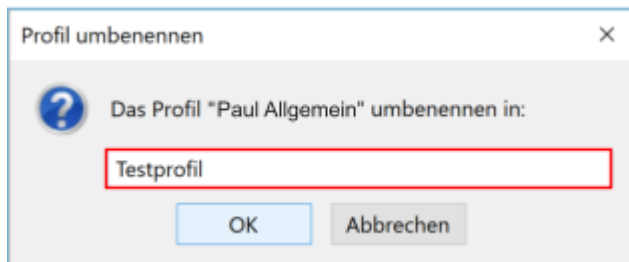 Profil umbenennen
Das Profil "Paul Allgemein" umbenennen in:
Testprofil
OK Abbrechen